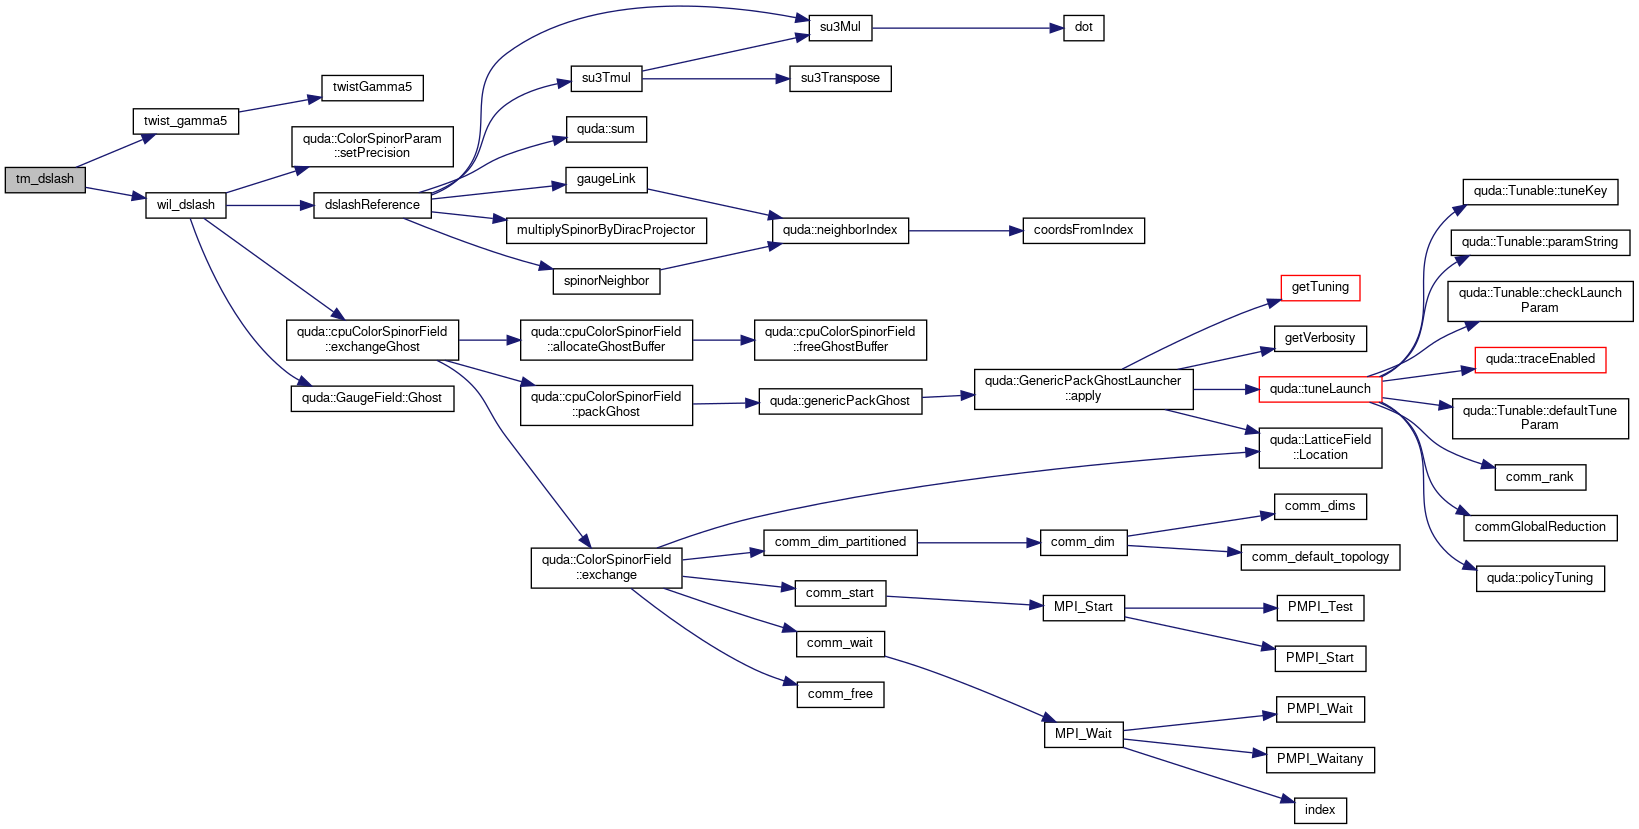 tm_dslash
twist_gamma5
twistGamma5
wil_dslash
quda::ColorSpinorParam
::setPrecision
dslashReference
su3Mul
dot
su3Tmul
su3Transpose
quda::sum
gaugeLink
multiplySpinorByDiracProjector
spinorNeighbor
quda::neighborIndex
coordsFromIndex
quda::cpuColorSpinorField
::exchangeGhost
quda::GaugeField::Ghost
quda::cpuColorSpinorField
::allocateGhostBuffer
quda::cpuColorSpinorField
::freeGhostBuffer
quda::cpuColorSpinorField
::packGhost
quda::genericPackGhost
quda::GenericPackGhostLauncher
::apply
getTuning
getVerbosity
quda::tuneLaunch
quda::LatticeField
::Location
quda::Tunable::tuneKey
quda::Tunable::paramString
quda::Tunable::checkLaunch
Param
quda::traceEnabled
quda::Tunable::defaultTune
Param
comm_rank
commGlobalReduction
quda::policyTuning
quda::ColorSpinorField
::exchange
comm_dim_partitioned
comm_dim
comm_dims
comm_default_topology
comm_start
MPI_Start
PMPI_Test
PMPI_Start
comm_wait
comm_free
MPI_Wait
PMPI_Wait
PMPI_Waitany
index